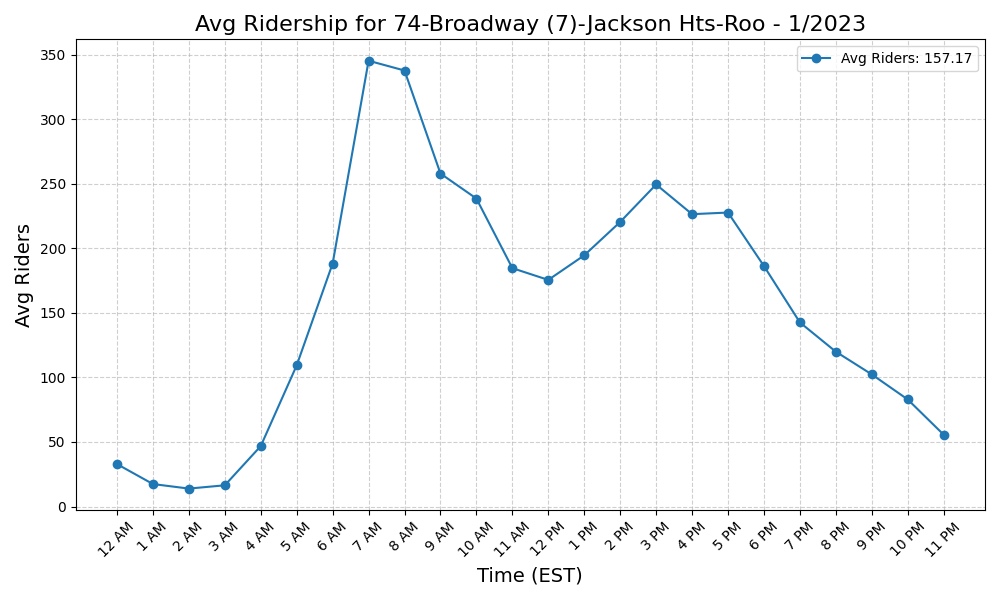 Avg Ridership for 74-Broadway (7)-Jackson Hts-Roo - 1/2023
Avg Riders: 157.17
Avg Riders
350
300
250
200
150
100
50
0
12 AM
1 AM
2 AM
3 AM
4 AM
5 AM
6 AM
7 AM
8 AM
9 AM
10 AM
11 AM
12 PM
1 PM
2 PM
3 PM
4 PM
5 PM
6 PM
7 PM
8 PM
9 PM
10 PM
11 PM
Time (EST)